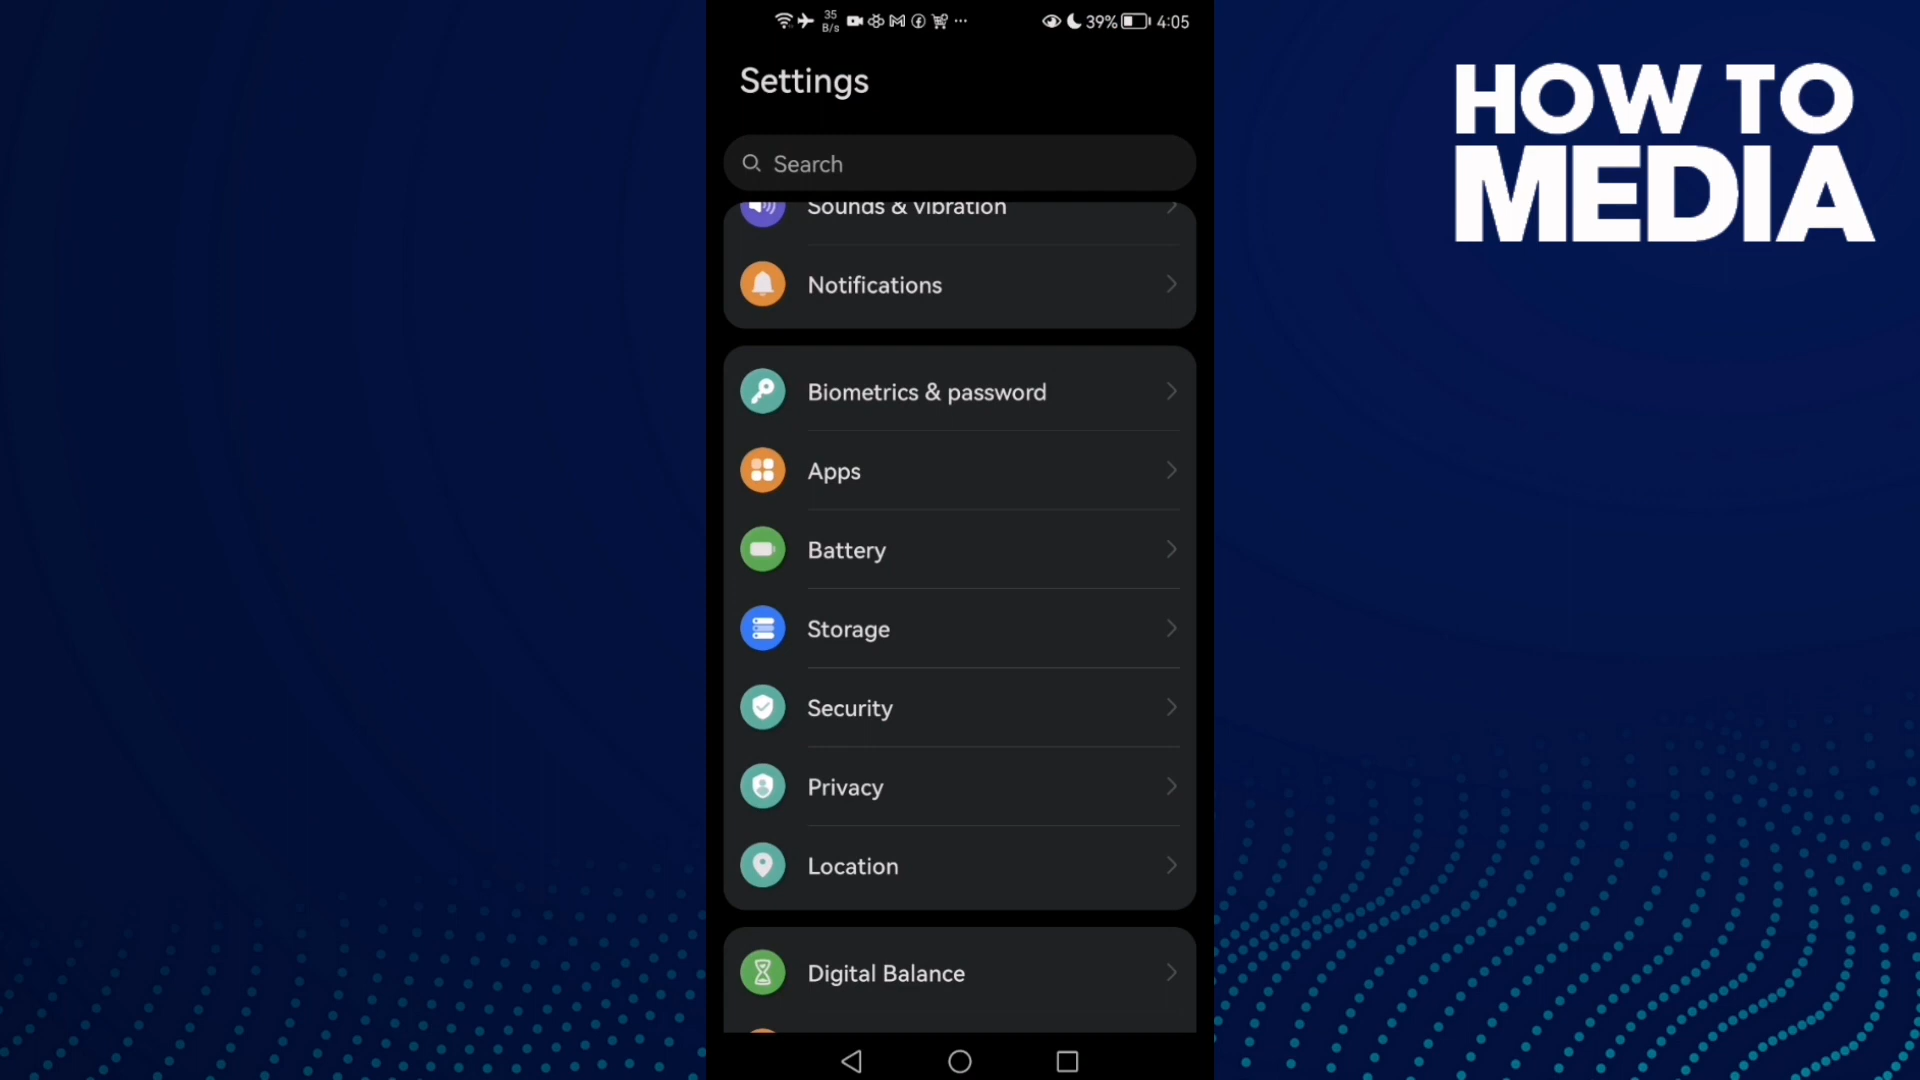 35
B/s
39%
4:05
Settings
HOW TO
MEDIA
Search
Sounds & vibration
Notifications
Biometrics & password
Apps
Battery
Storage
Security
Privacy
Location
Digital Balance